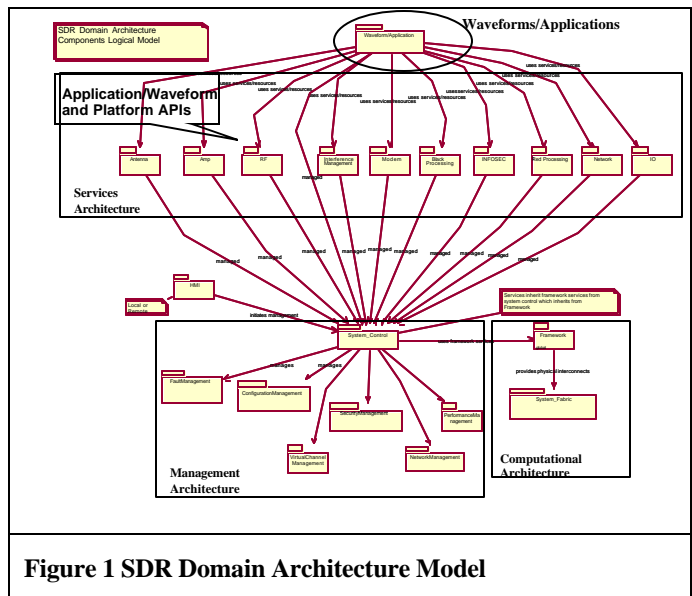 SDR Domain Architecture
Components Logical Model
Waveform/Application
Waveforms/Applications
uses services/resources
uses services/resources
uses services/resources
uses services/resources
uses services/resources
uses services/resources
uses services/resources
uses services/resources
uses services/resources
Application/Waveform
and Platform APIs
Antenna
Amp
RF
Interference
Management
Modem
Black
Processing
INFOSEC
Red Processing
Network
IO
Services
Architecture
managed
managed
managed
managed
managed
managed
managed
managed
managed
managed
HMI
Local or
Remote
initiates management
Services inherit framework services from
system control which inherits from
Framework
System_Control
Framework
manages
manages
provides physical interconnects
FaultManagement
ConfigurationManagement
SecurityManagement
PerformanceMa
nagement
System_Fabric
VirtualChannel
Management
NetworkManagement
Management
Architecture
Computational
Architecture
Figure 1 SDR Domain Architecture Model